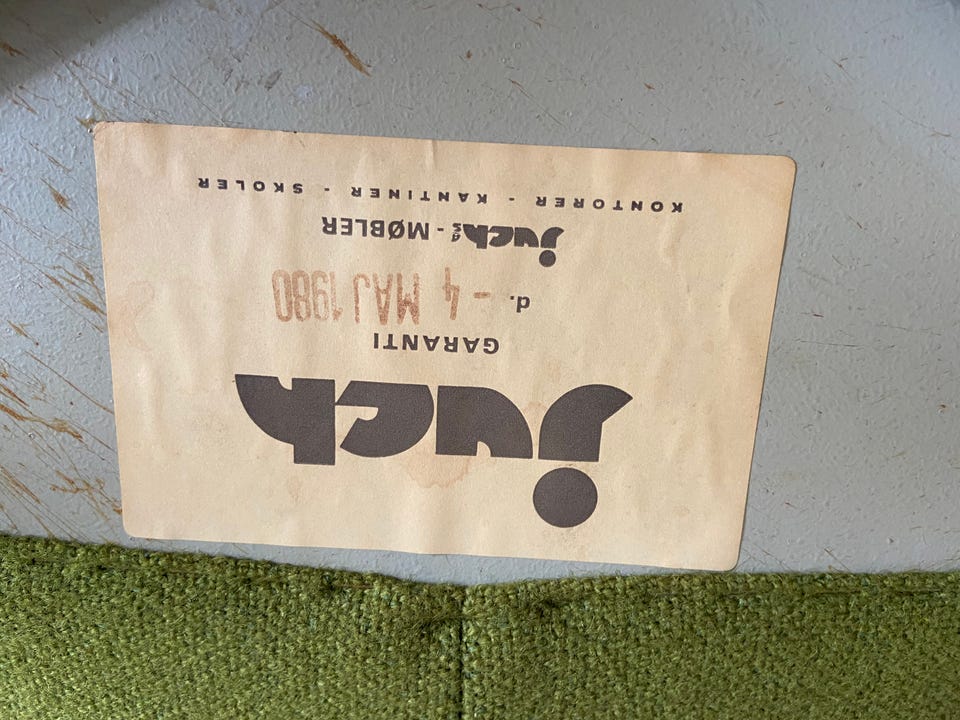 juch
GARANTI
d. - 4 MAJ 1980
juch A/S - MØBLER
KONTORER - KANTINER - SKOLER